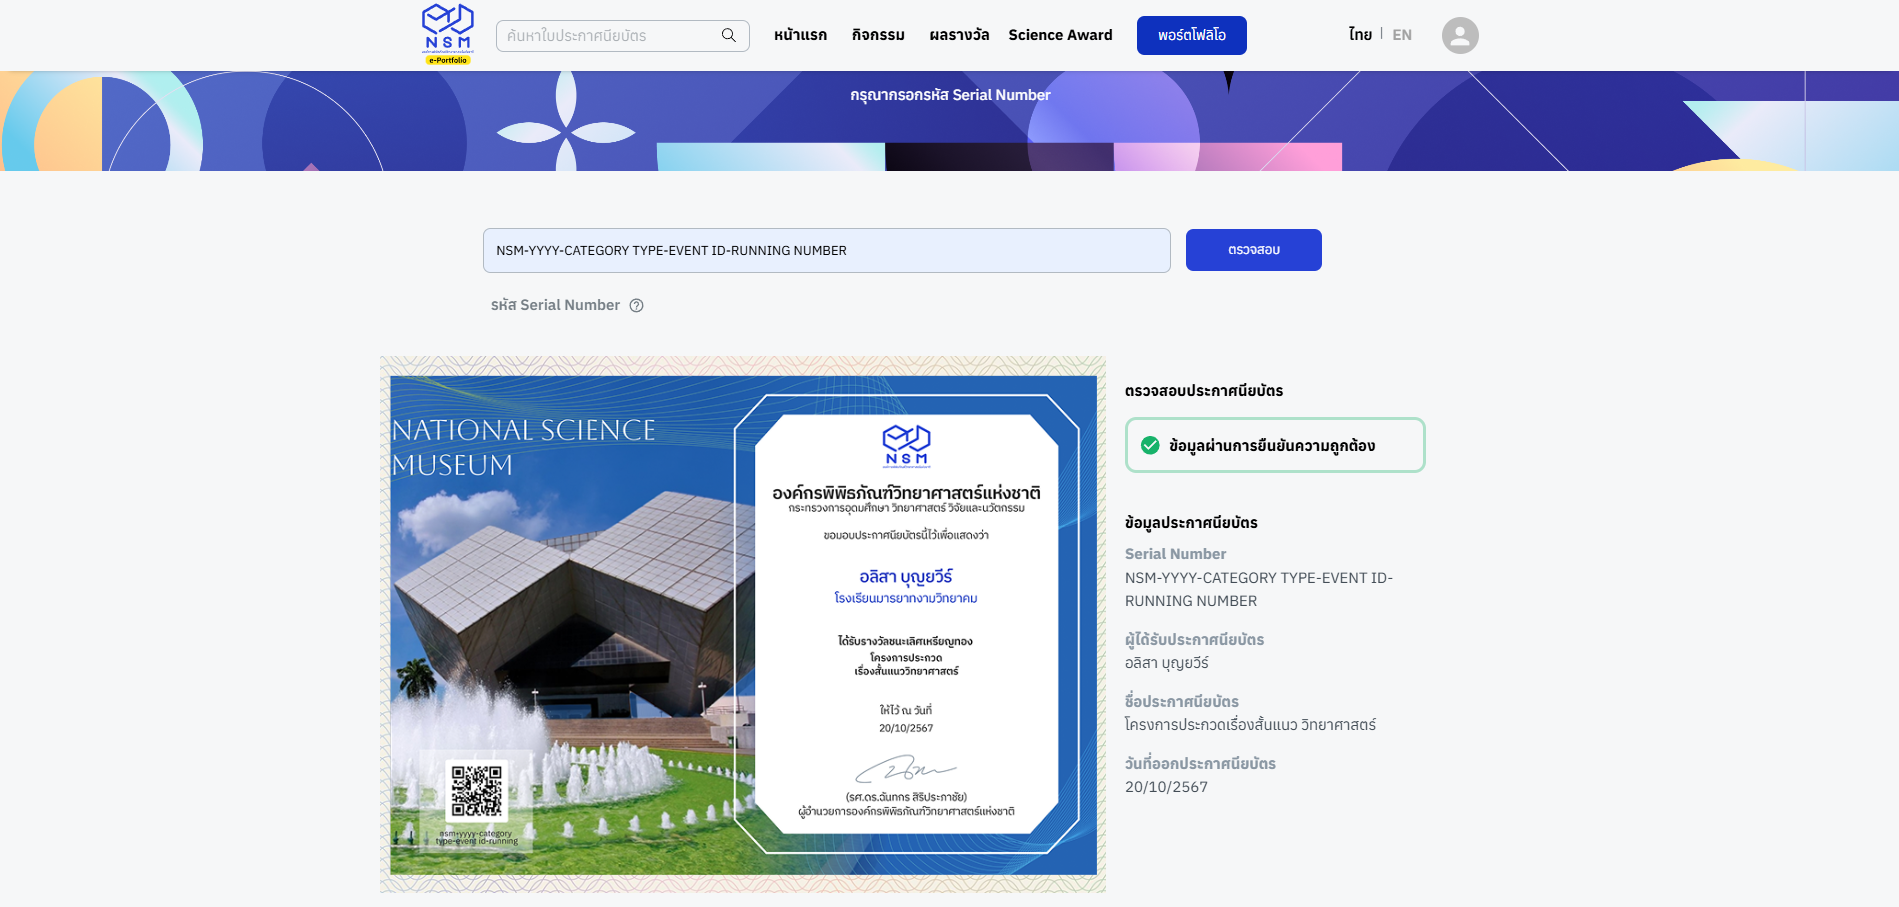 NSM
e-Portfolio
ค้นหาใบประกาศนียบัตร
หน้าแรก
กิจกรรม
ผลรางวัล
Science Award
พอร์ตโฟลิโอ
ไทย | EN
กรุณากรอกรหัส Serial Number
NSM-YYYY-CATEGORY TYPE-EVENT ID-RUNNING NUMBER
ตรวจสอบ
รหัส Serial Number
NATIONAL SCIENCE
MUSEUM
NSM
องค์กรพิพิธภัณฑ์วิทยาศาสตร์แห่งชาติ
กระทรวงการอุดมศึกษา วิทยาศาสตร์ วิจัยและนวัตกรรม
ขอมอบประกาศนียบัตรนี้ไว้เพื่อแสดงว่า
อลิสา บุญยวีร์
โรงเรียนมารยาทงามวิทยาคม
ได้รับรางวัลชนะเลิศเหรียญทอง
โครงการประกวด
เรื่องสั้นแนววิทยาศาสตร์
ให้ไว้ ณ วันที่
20/10/2567
(รศ.ดร.ฉันทกร สิริประภาชัย)
ผู้อำนวยการองค์กรพิพิธภัณฑ์วิทยาศาสตร์แห่งชาติ
nsm-yyyy-category
type-event id-running
ตรวจสอบประกาศนียบัตร
ข้อมูลผ่านการยืนยันความถูกต้อง
ข้อมูลประกาศนียบัตร
Serial Number
NSM-YYYY-CATEGORY TYPE-EVENT ID-
RUNNING NUMBER
ผู้ได้รับประกาศนียบัตร
อลิสา บุญยวีร์
ชื่อประกาศนียบัตร
โครงการประกวดเรื่องสั้นแนว วิทยาศาสตร์
วันที่ออกประกาศนียบัตร
20/10/2567